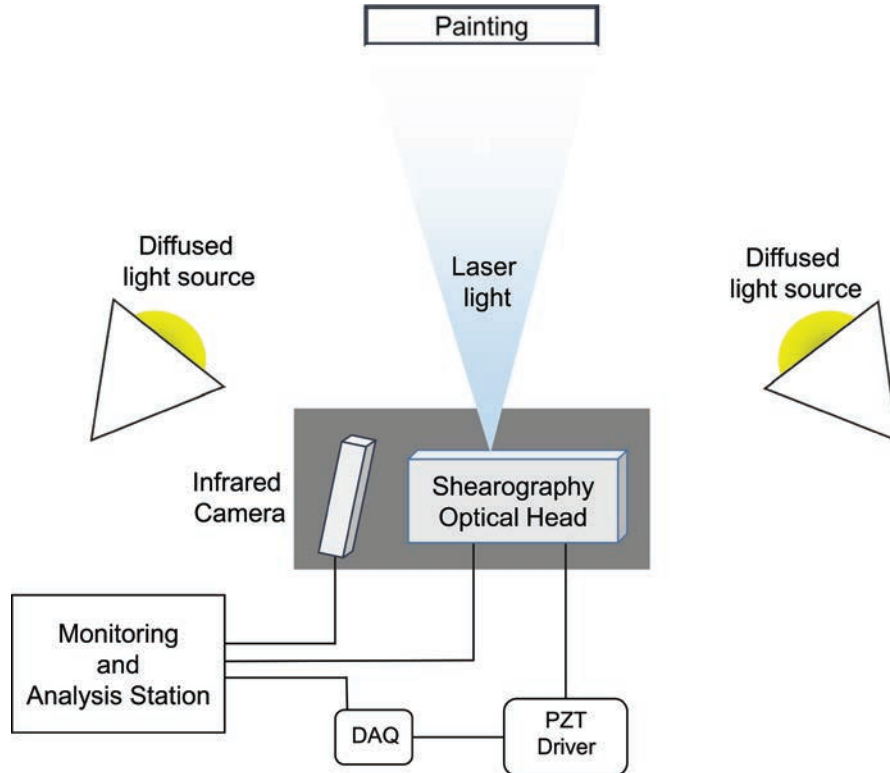 Painting
Diffused
light source
Laser
light
Diffused
light source
Infrared
Camera
Shearography
Optical Head
Monitoring
and
Analysis Station
DAQ
PZT
Driver